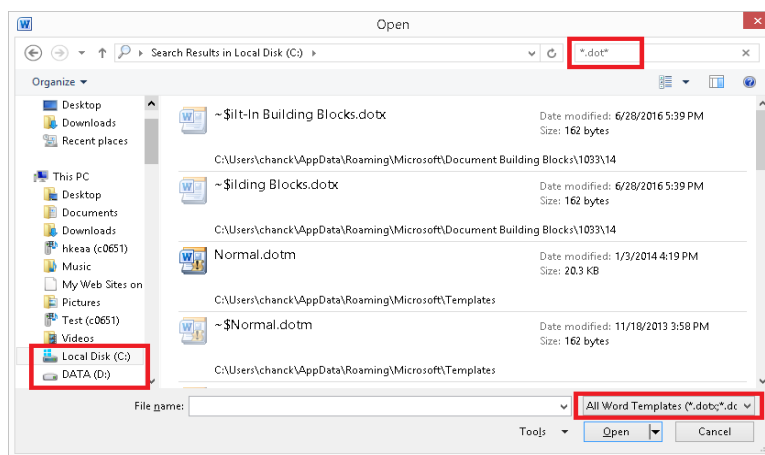 Open
Search Results in Local Disk (C:)
*.dot*
Organize
Desktop
Downloads
Recent places
This PC
Desktop
Documents
Downloads
hkeaa (c0651)
Music
My Web Sites on
Pictures
Test (c0651)
Videos
Local Disk (C:)
DATA (D:)
~$ilt-In Building Blocks.dotx
Date modified: 6/28/2016 5:39 PM
Size: 162 bytes
C:\Users\chanck\AppData\Roaming\Microsoft\Document Building Blocks\1033\14
~$ilding Blocks.dotx
Date modified: 6/28/2016 5:39 PM
Size: 162 bytes
C:\Users\chanck\AppData\Roaming\Microsoft\Document Building Blocks\1033\14
Normal.dotm
Date modified: 1/3/2014 4:19 PM
Size: 20.3 KB
C:\Users\chanck\AppData\Roaming\Microsoft\Templates
~$Normal.dotm
Date modified: 11/18/2013 3:58 PM
Size: 162 bytes
C:\Users\chanck\AppData\Roaming\Microsoft\Templates
File name:
All Word Templates (*.dotx;*.dc
Tools
Open
Cancel